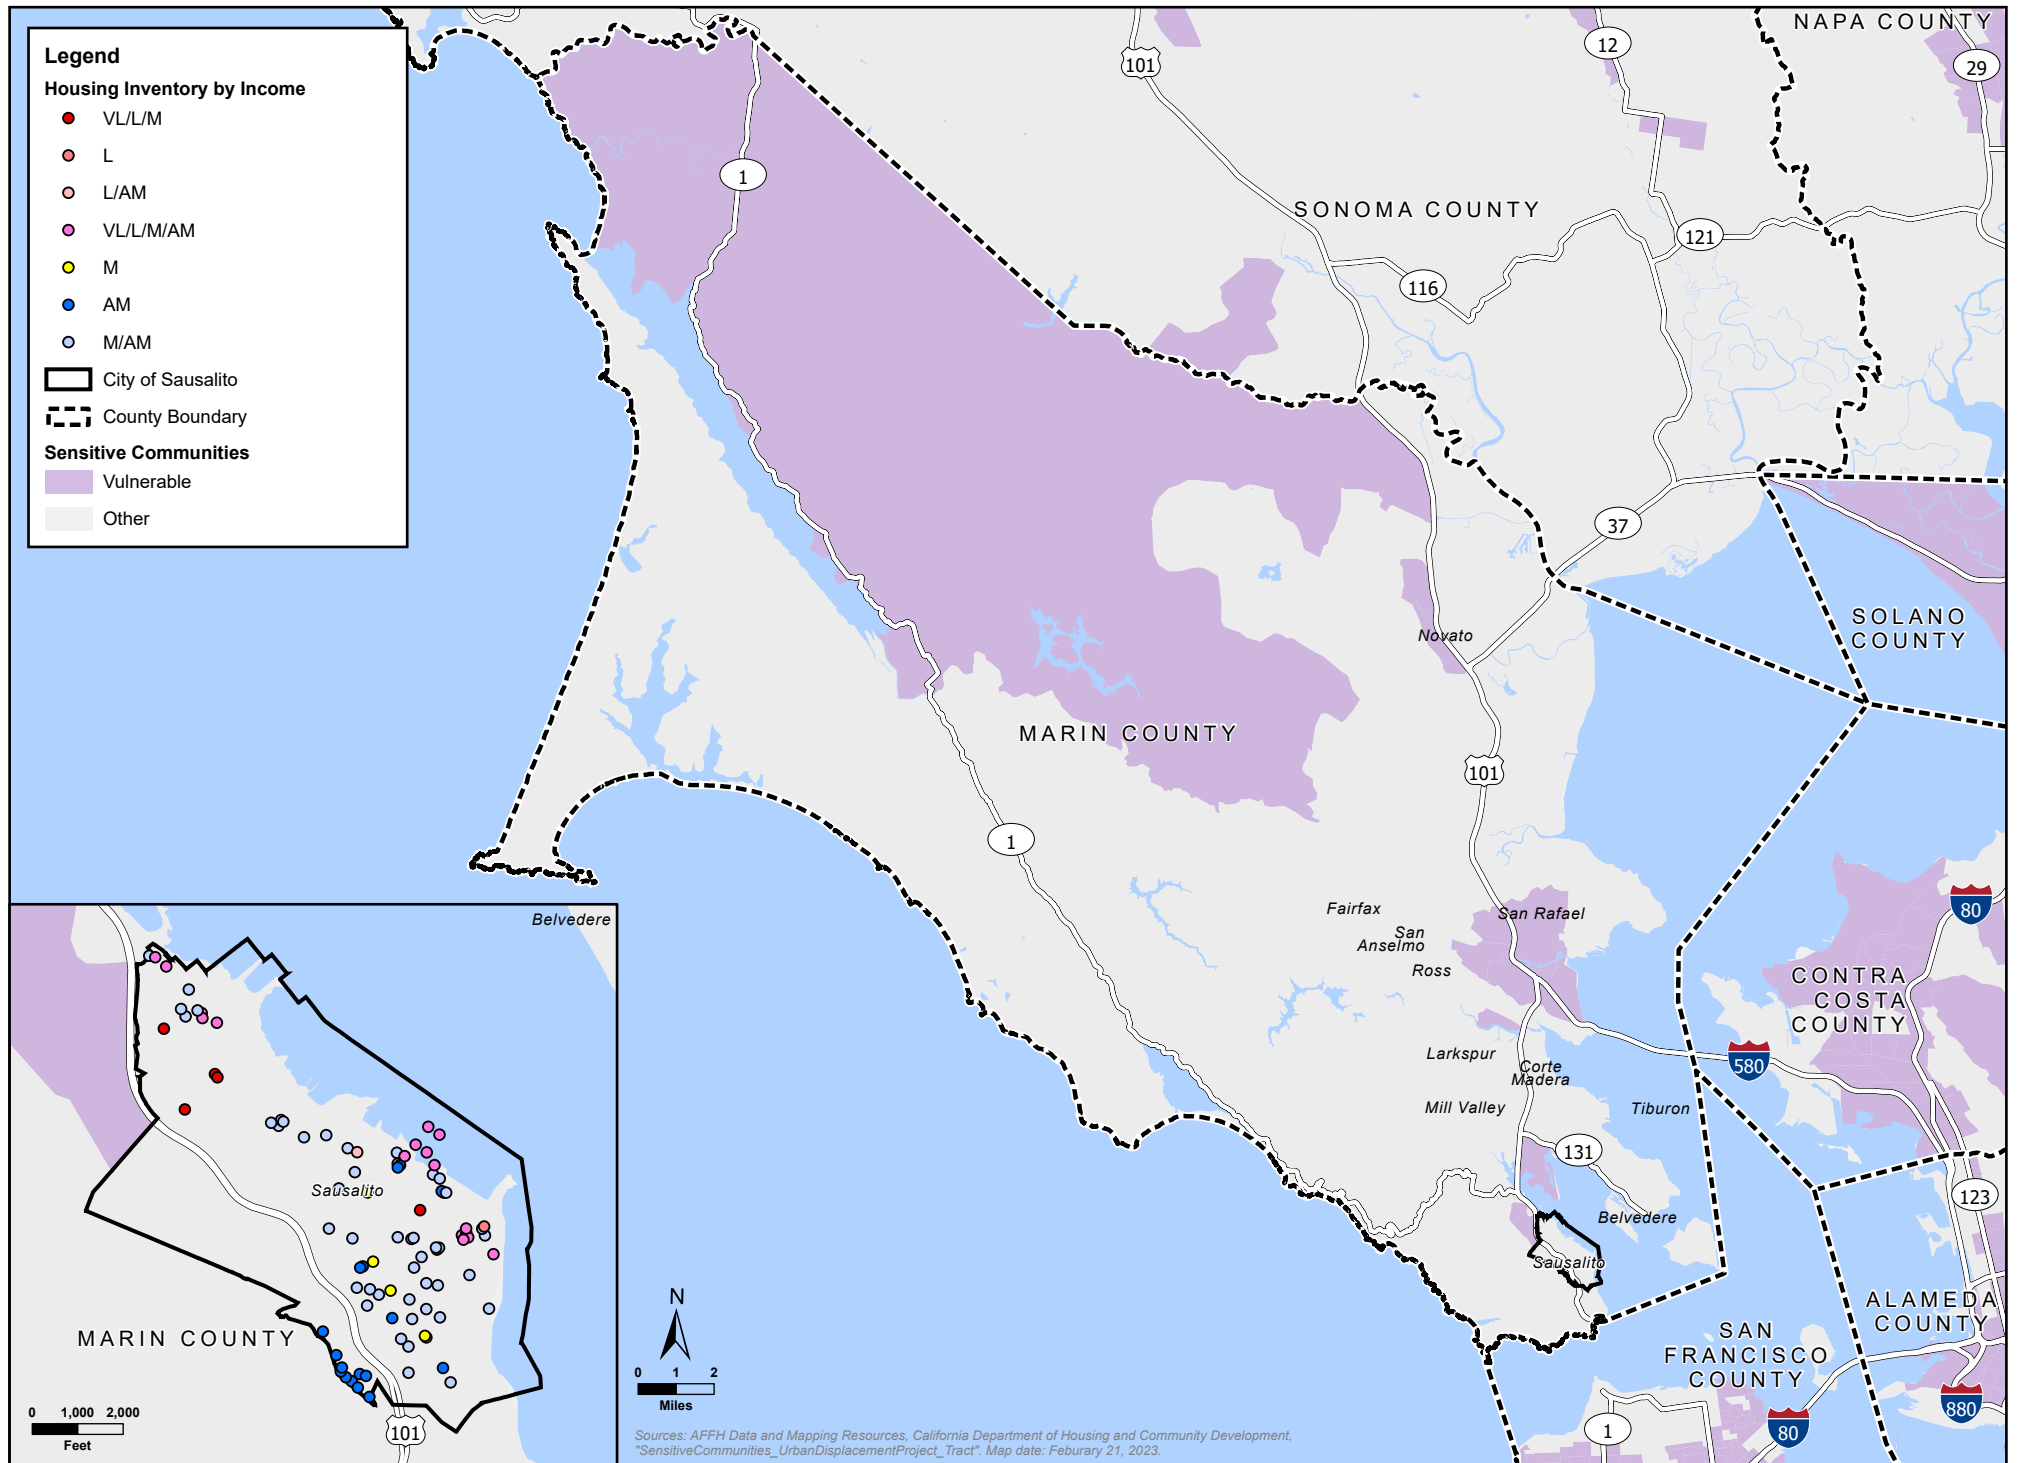 Legend
Housing Inventory by Income
VL/L/M
L
L/AM
VL/L/M/AM
M
AM
M/AM
City of Sausalito
County Boundary
Sensitive Communities
Vulnerable
Other
NAPA COUNTY
12
101
29
1
SONOMA COUNTY
121
116
37
SOLANO
COUNTY
Novato
MARIN COUNTY
101
1
80
Fairfax
San Rafael
San
Anselmo
Ross
CONTRA
COSTA
COUNTY
Larkspur
Corte
Madera
580
Mill Valley
Tiburon
131
123
Belvedere
Sausalito
ALAMEDA
COUNTY
SAN
FRANCISCO
COUNTY
880
80
1
Belvedere
Sausalito
MARIN COUNTY
101
0 1,000 2,000
Feet
N
0 1 2
Miles
Sources: AFFH Data and Mapping Resources, California Department of Housing and Community Development,
"SensitiveCommunities_UrbanDisplacementProject_Tract". Map date: Feburary 21, 2023.